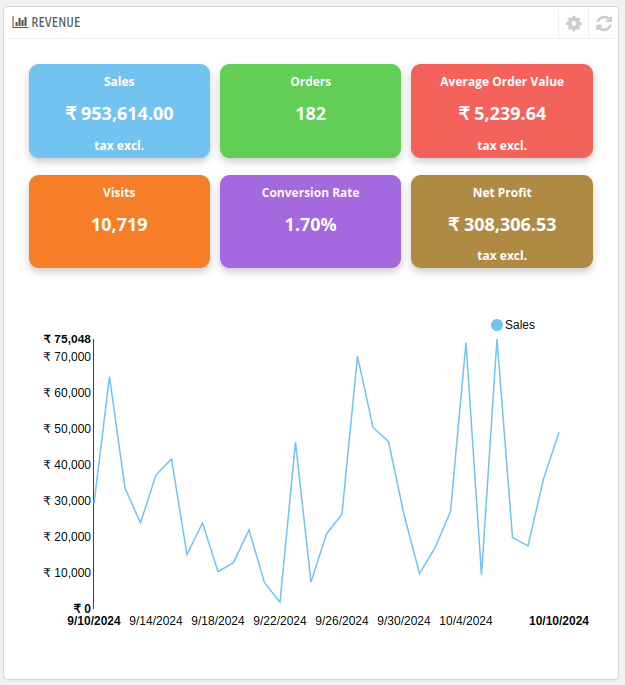 REVENUE
Sales
₹ 953,614.00
tax excl.
Orders
182
Average Order Value
₹ 5,239.64
tax excl.
Visits
10,719
Conversion Rate
1.70%
Net Profit
₹ 308,306.53
tax excl.
Sales
₹ 75,048
₹ 70,000
₹ 60,000
₹ 50,000
₹ 40,000
₹ 30,000
₹ 20,000
₹ 10,000
₹ 0
9/10/2024 9/14/2024 9/18/2024 9/22/2024 9/26/2024 9/30/2024 10/4/2024 10/10/2024